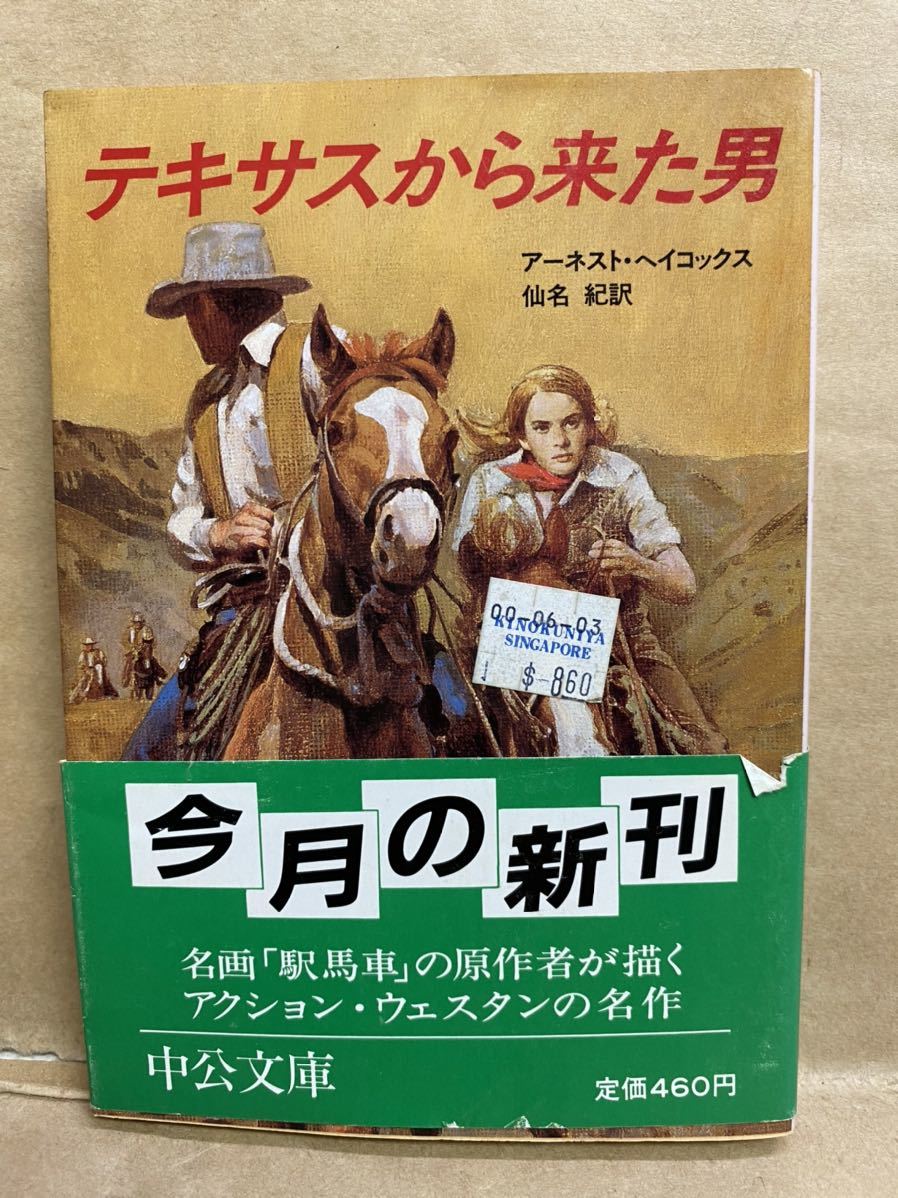 テキサスから来た男
アーネスト・ヘイコックス
仙名 紀訳
00-06-03
KINOKUNIYA
SINGAPORE
1 $-860
今月の新刊
名画「駅馬車」の原作者が描く
アクション・ウェスタンの名作
中公文庫
定価460円